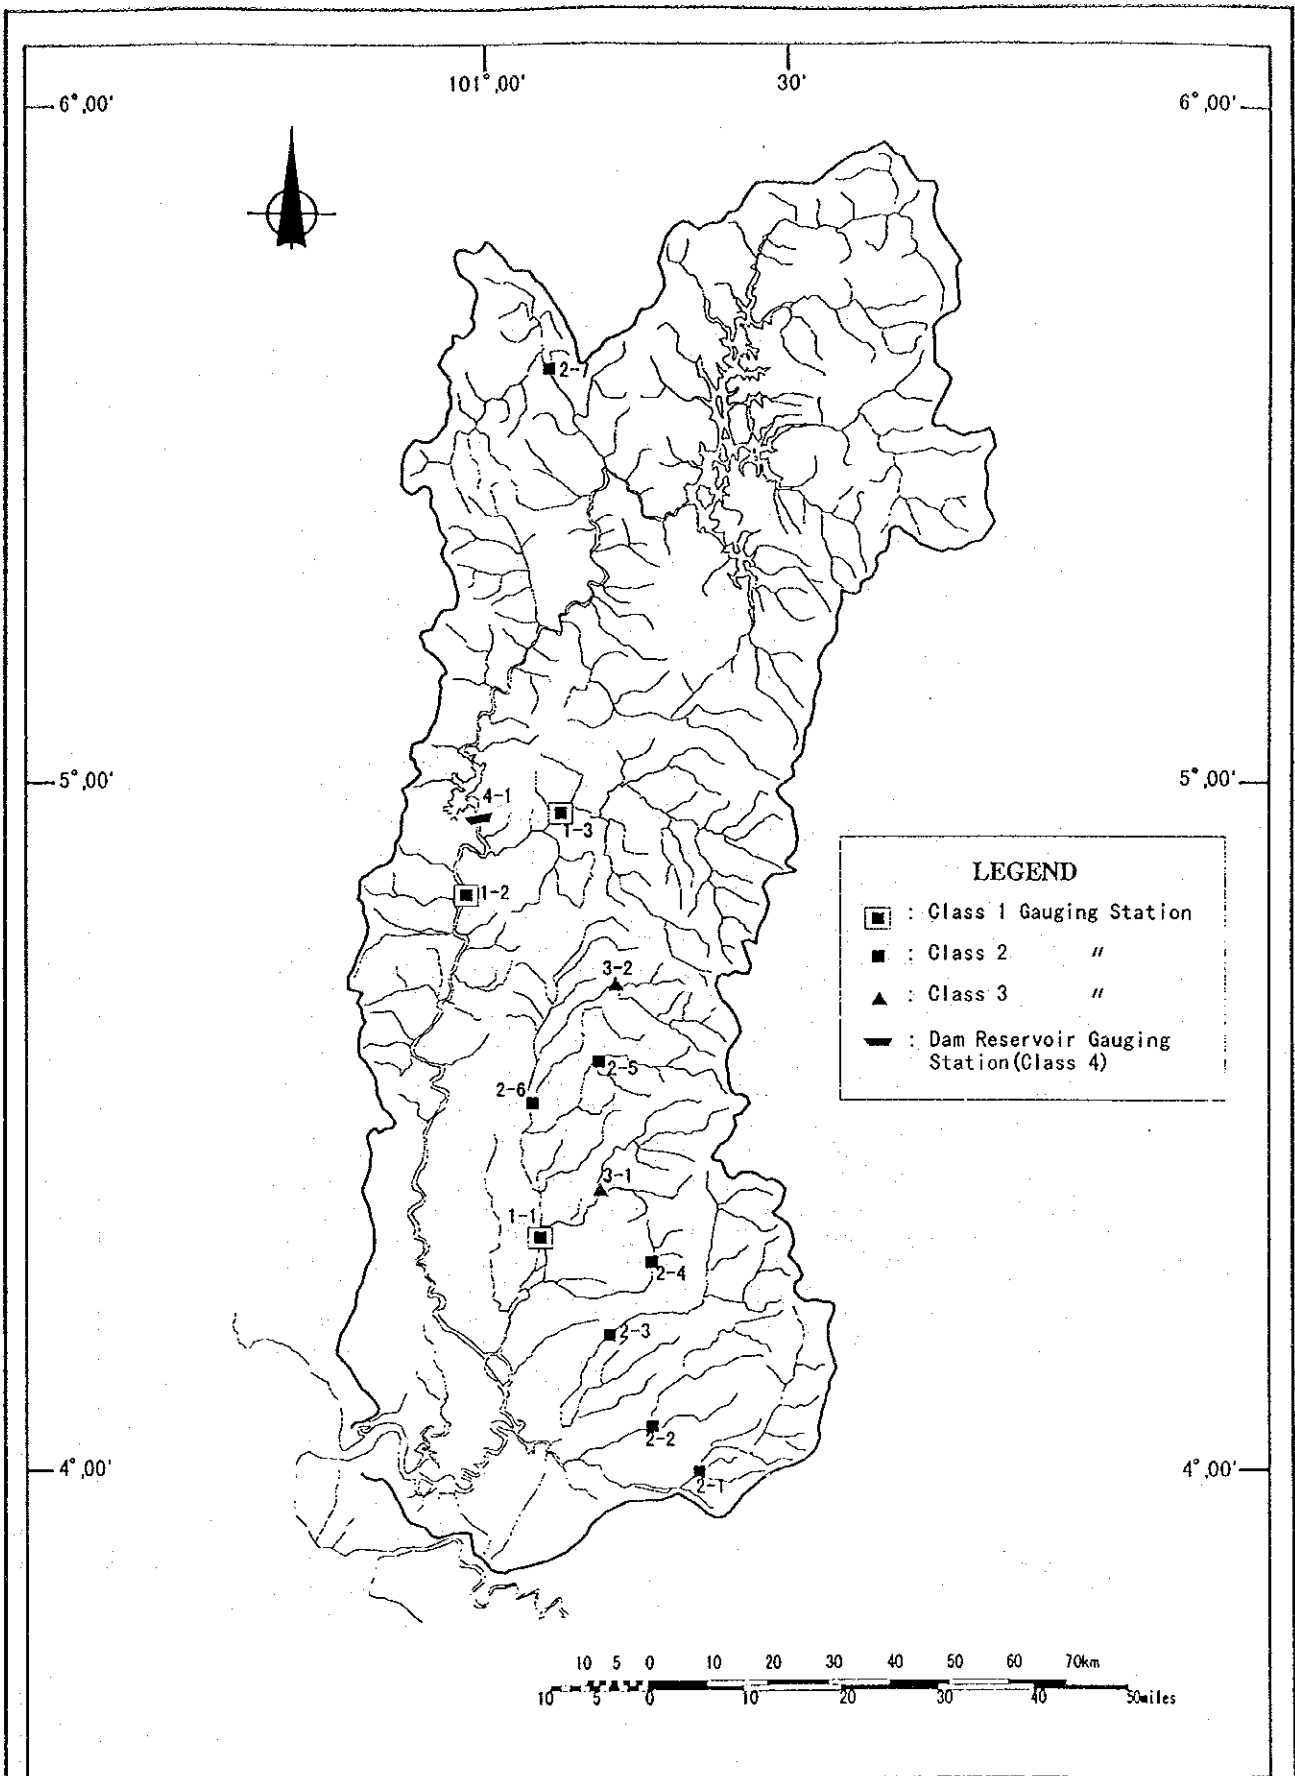 101°,00' 30'
6°,00' 6°,00'
2-7
5°,00' 5°,00'
4-1
1-3
1-2
LEGEND
: Class 1 Gauging Station
: Class 2 〃
: Class 3 〃
: Dam Reservoir Gauging
Station(Class 4)
3-2
2-5
2-6
3-1
1-1
2-4
2-3
2-2
2-1
4°,00' 4°,00'
10 5 0 10 20 30 40 50 60 70km
10 5 0 10 20 30 40 50miles